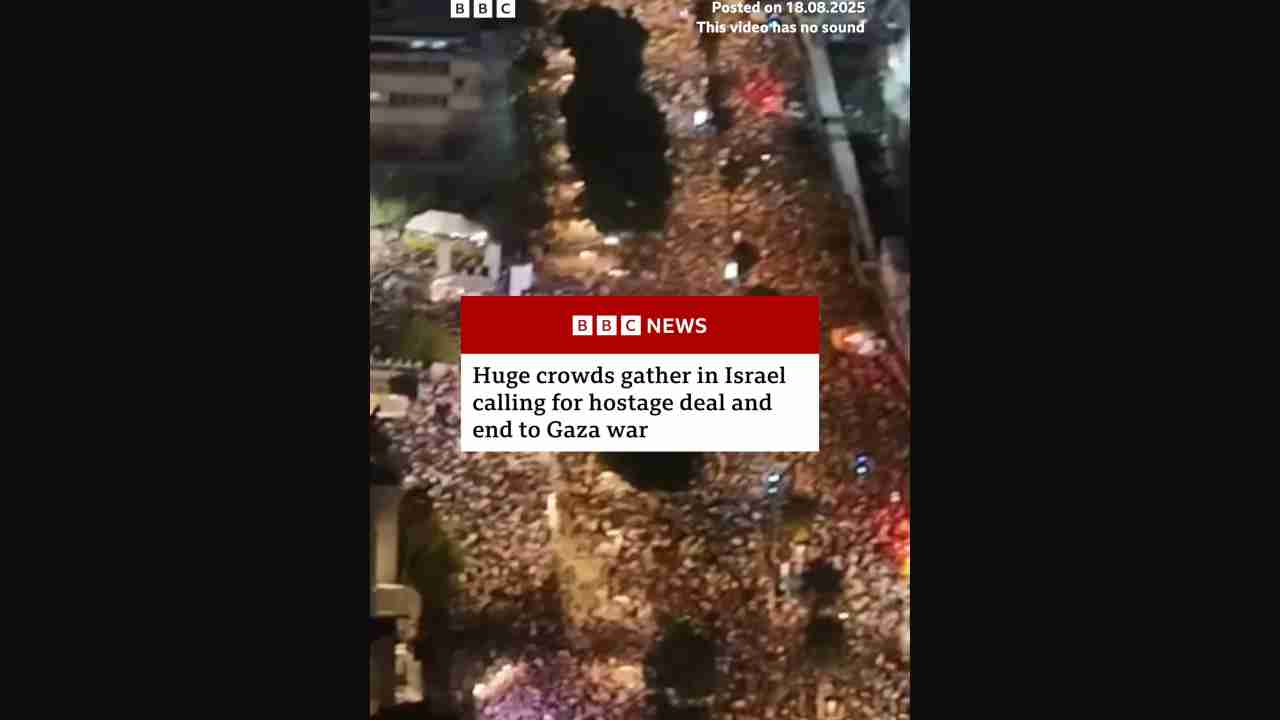 BBC
Posted on 18.08.2025
This video has no sound
BBC NEWS
Huge crowds gather in Israel
calling for hostage deal and
end to Gaza war